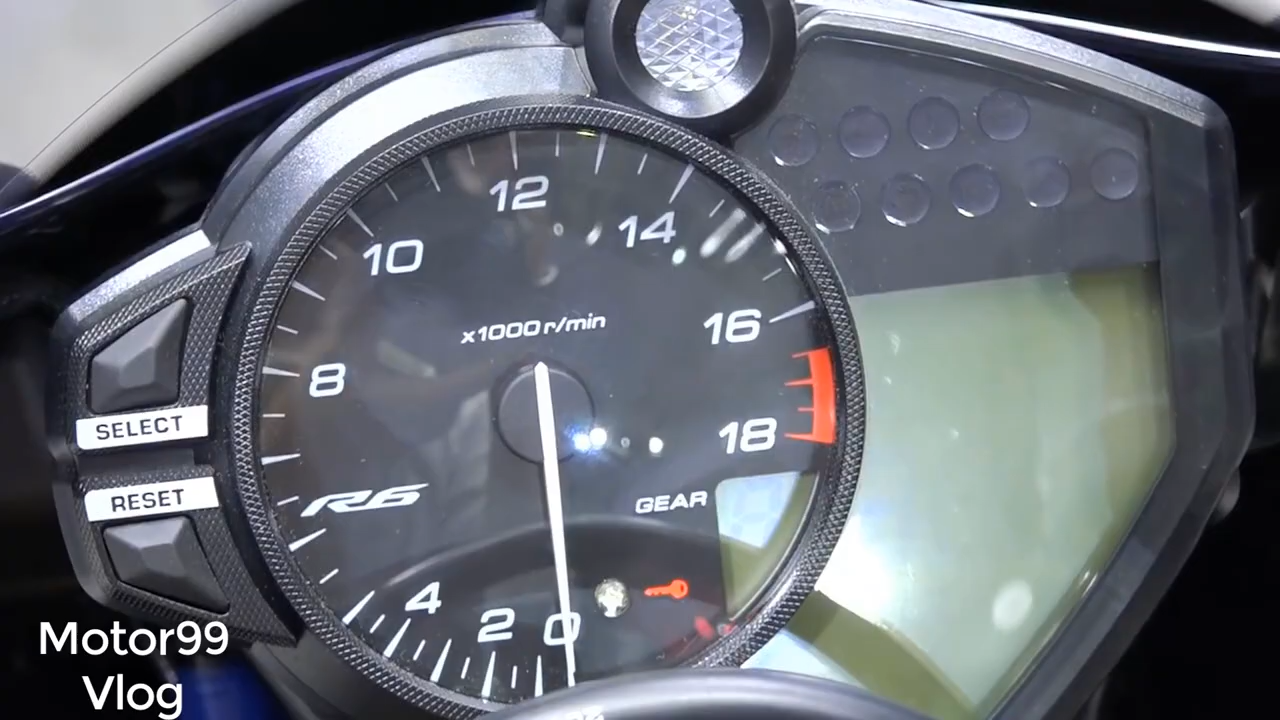 12
10
14
x1000 r/min
16
8
SELECT
18
RESET
R6
GEAR
4
2
0
Motor99
Vlog